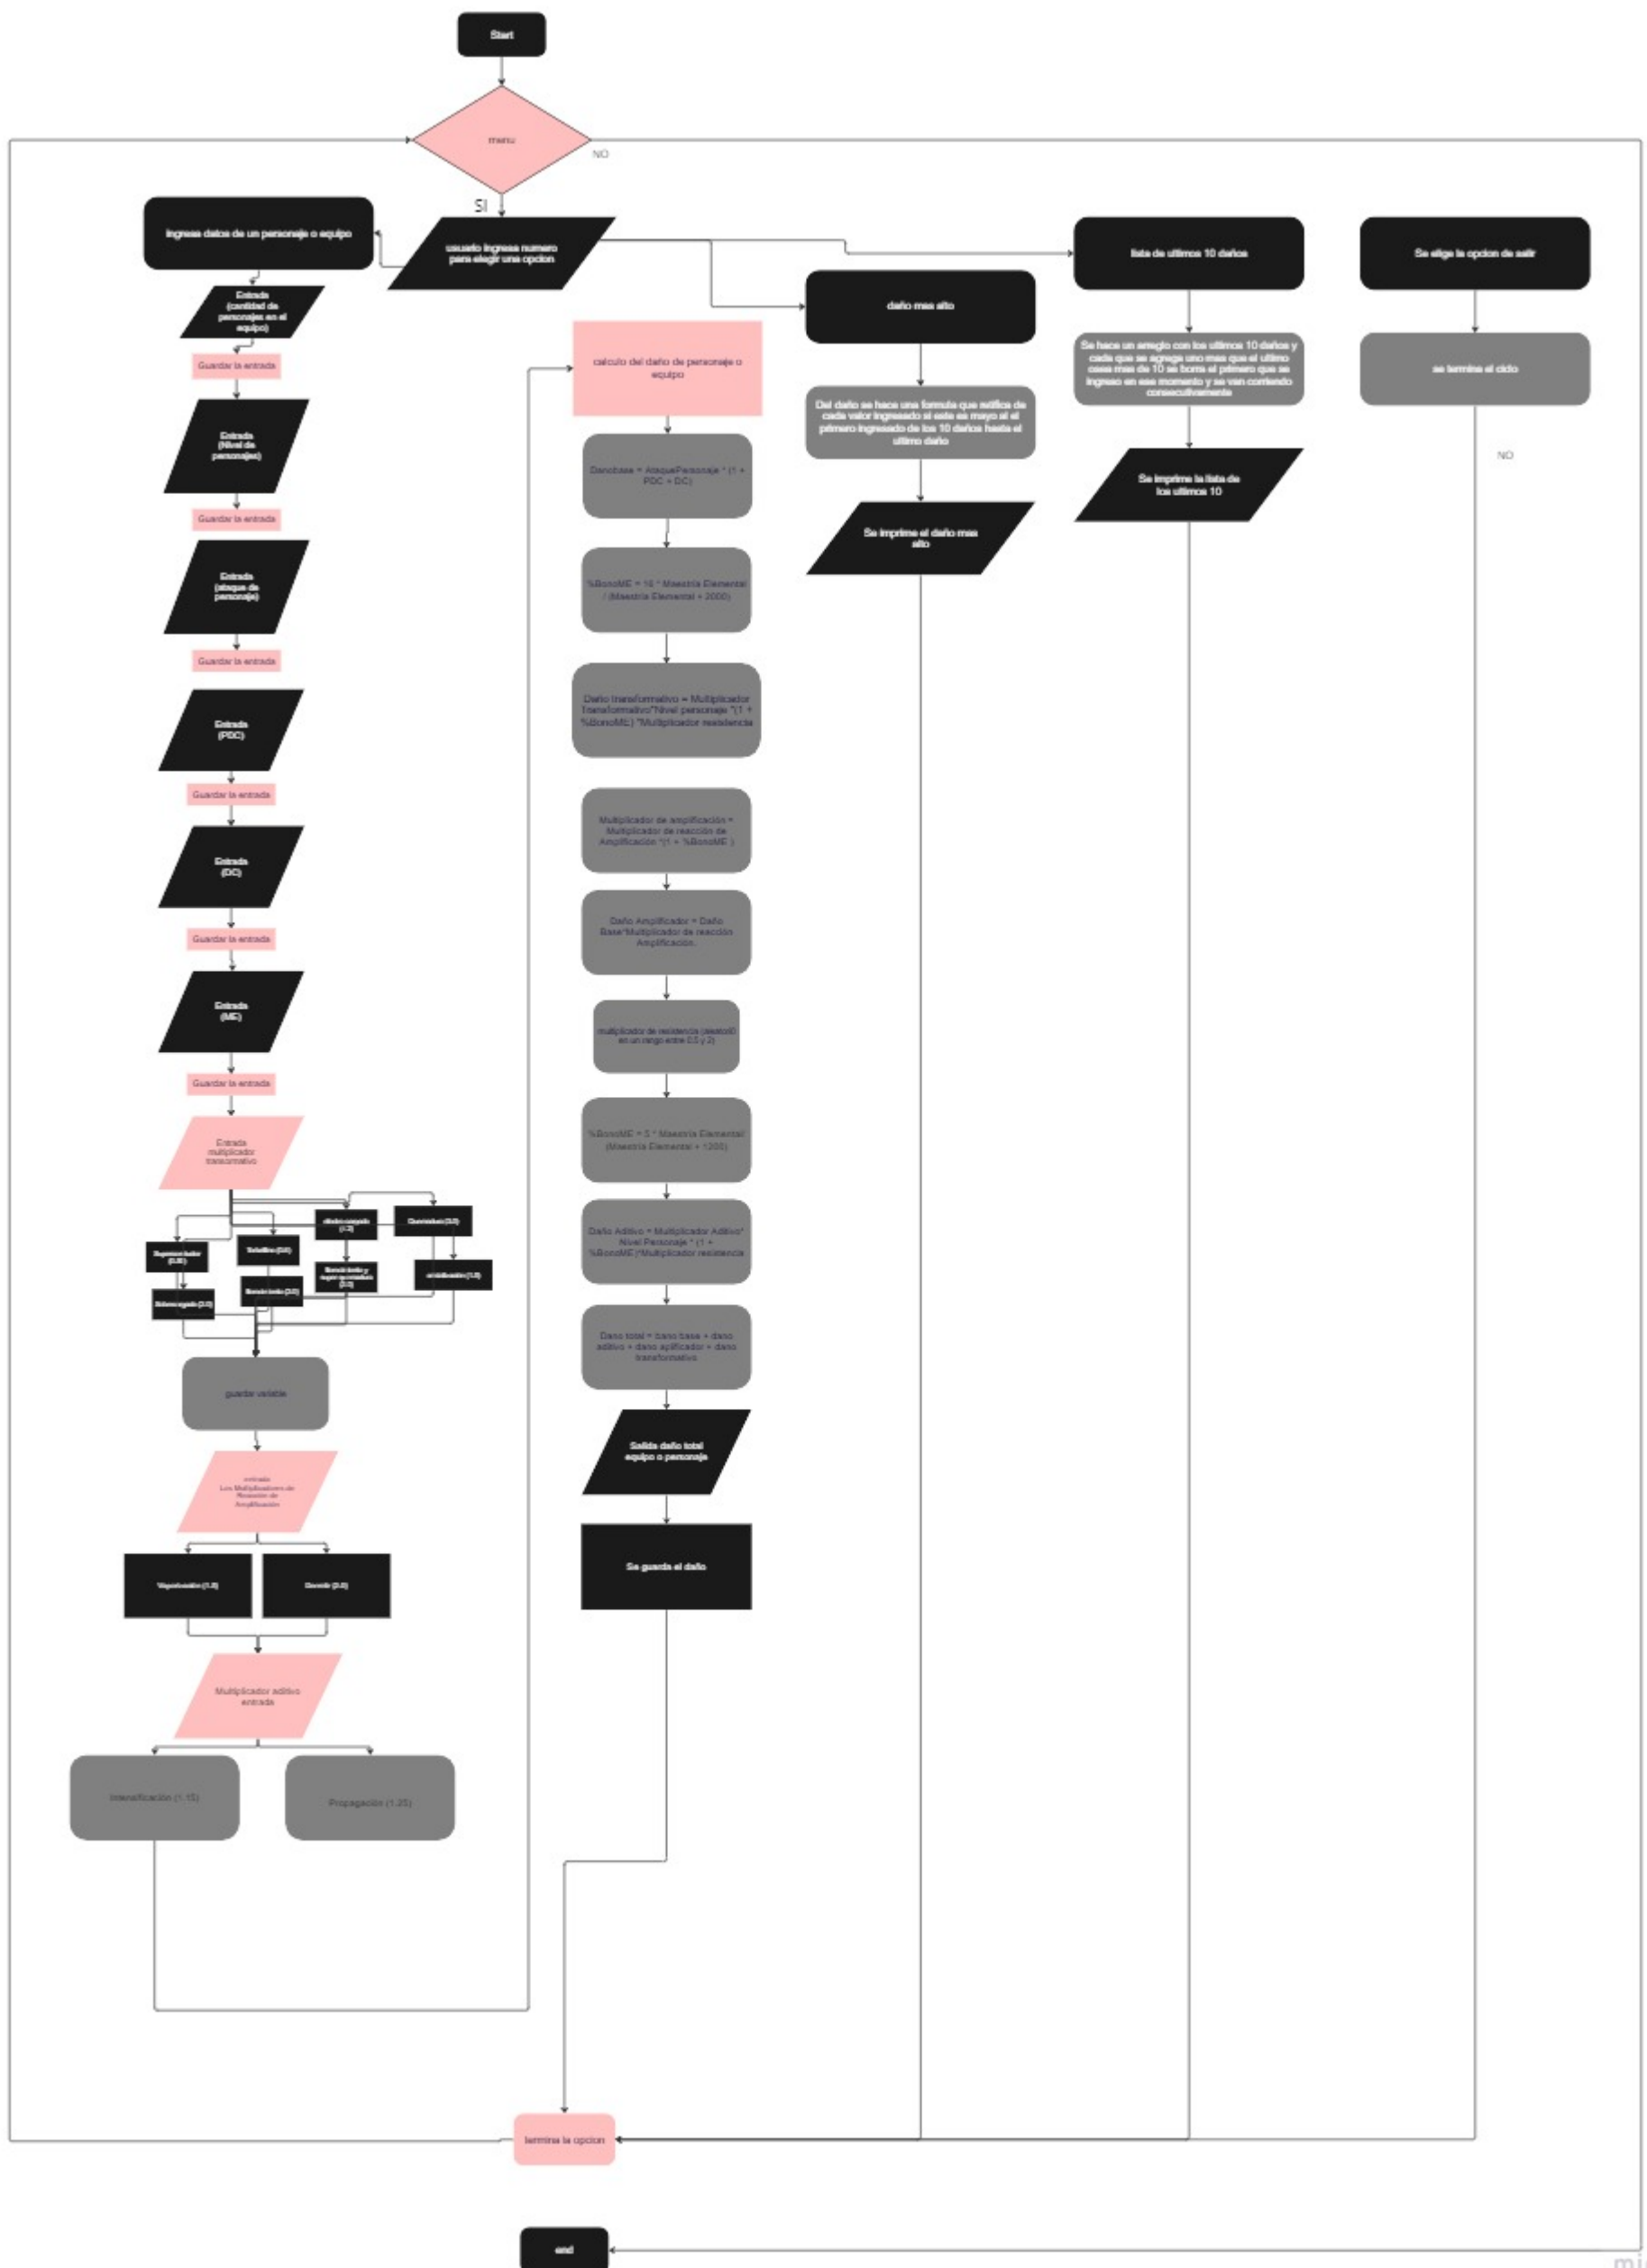 Start
menu
NO
SI
ingresa datos de un personaje o equipo
usuario ingresa numero
para elegir una opcion
lista de ultimos 10 daños
Se elige la opcion de salir
Entrada
(cantidad de
personajes en el
equipo)
Guardar la entrada
Entrada
(Nivel de
personajes)
Guardar la entrada
Entrada
(ataque de
personaje)
Guardar la entrada
Entrada
(PDC)
Guardar la entrada
Entrada
(DC)
Guardar la entrada
Entrada
(ME)
Guardar la entrada
Entrada
multiplicador
Quemadura
guardar variable
entrada
Los Multiplicadores de
Reacción de
Amplificación
Vaporización (1.5)
Derretir (2.0)
Multiplicador aditivo
entrada
Intensificación (1.15)
Propagación (1.25)
calculo del daño de personaje o
equipo
Danobase = AtaquePersonaje * (1 +
PDC + DC)
%BonoME = 16 * Maestría Elemental
/ (Maestría Elemental + 2000)
Daño transformativo = Multiplicador
Transformativo*Nivel personaje *(1 +
%BonoME) *Multiplicador resistencia
Multiplicador de amplificación =
Multiplicador de reacción de
Amplificación *(1 + %BonoME )
Daño Amplificador = Daño
Base*Multiplicador de reacción
Amplificación.
multiplicador de resistencia
en un rango entre 0.5 y 2)
%BonoME = 5 * Maestría Elemental/
(Maestría Elemental + 1200)
Daño Aditivo = Multiplicador Aditivo*
Nivel Personaje * (1 +
%BonoME)*Multiplicador resistencia
Dano total = bano base + dano
aditivo + dano aplificador + dano
transformativo
Salida daño total
equipo o personaje
Se guarda el daño
daño mas alto
Del daño se hace una formula que
cada valor ingresado si este es mayo al el
primero ingresado de los 10 daños hasta el
ultimo daño
Se imprime el daño mas
alto
Se hace un arreglo con los ultimos 10 daños y
cada que se agrega uno mas que el ultimo
mas de 10 se borra el primero que se
ingreso en ese momento y se van corriendo
consecutivamente
Se imprime la lista de
los ultimos 10
se termina el ciclo
NO
termina la opcion
end